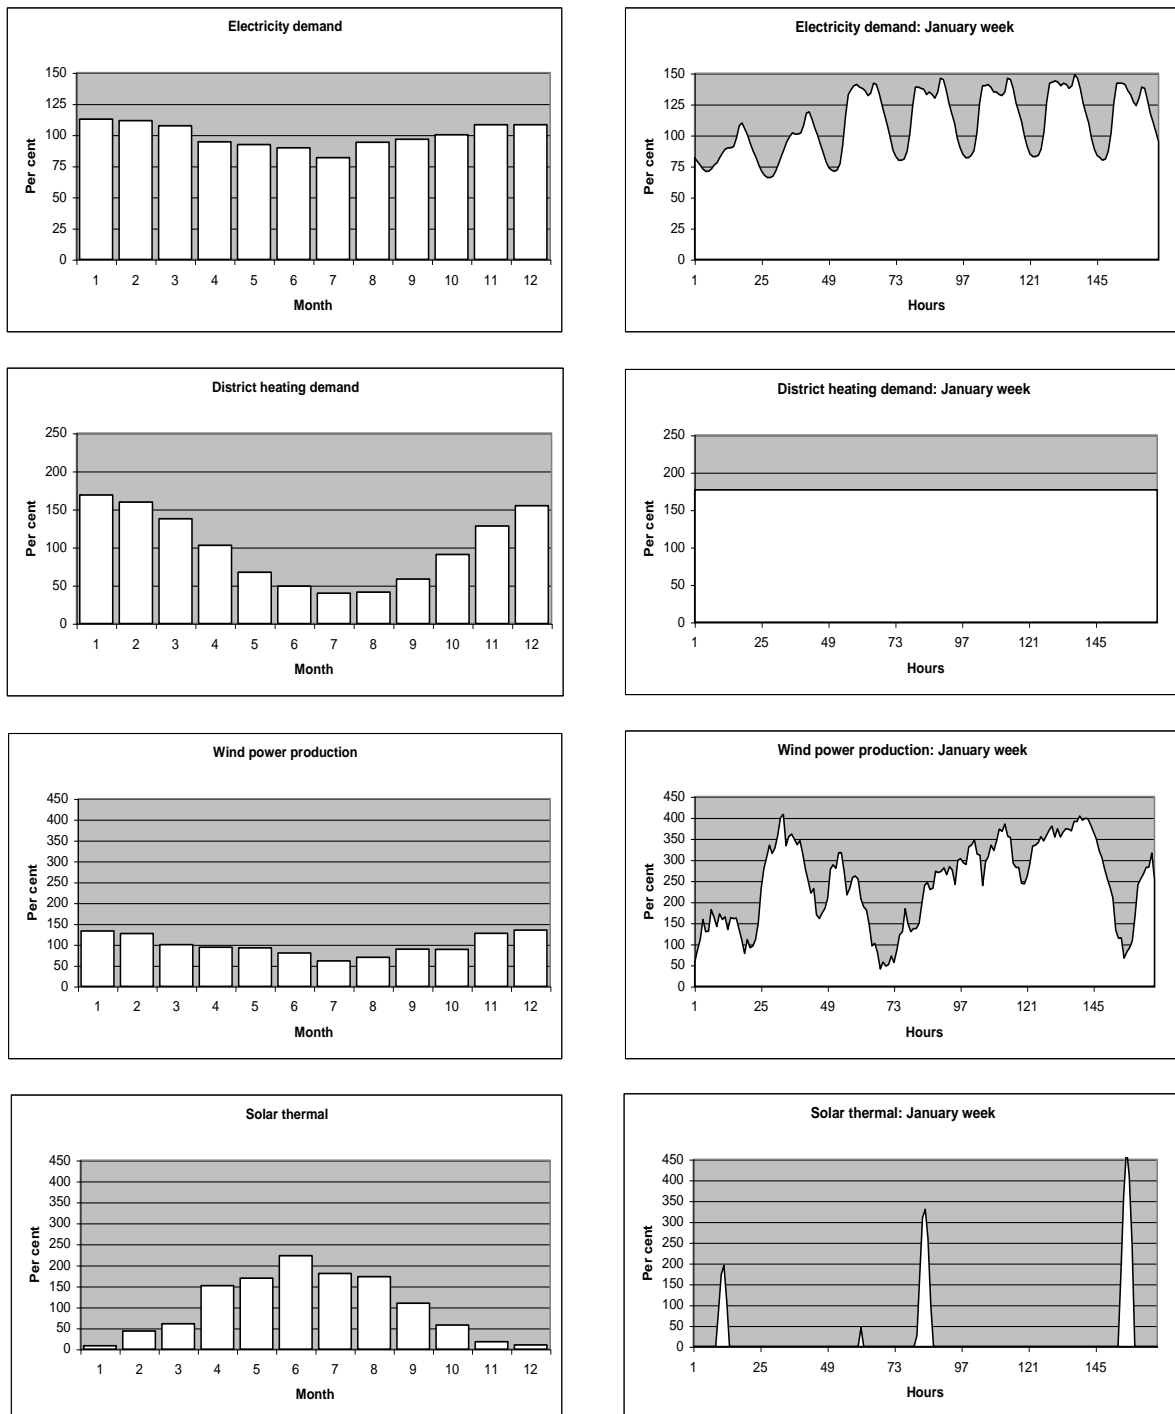 Electricity demand
150
125
100
75
50
25
0
Per cent
1 2 3 4 5 6 7 8 9 10 11 12
Month
Electricity demand: January week
150
125
100
75
50
25
0
Per cent
1 25 49 73 97 121 145
Hours
District heating demand
250
200
150
100
50
0
Per cent
1 2 3 4 5 6 7 8 9 10 11 12
Month
District heating demand: January week
250
200
150
100
50
0
Per cent
1 25 49 73 97 121 145
Hours
Wind power production
450
400
350
300
250
200
150
100
50
0
Per cent
1 2 3 4 5 6 7 8 9 10 11 12
Month
Wind power production: January week
450
400
350
300
250
200
150
100
50
0
Per cent
1 25 49 73 97 121 145
Hours
Solar thermal
450
400
350
300
250
200
150
100
50
0
Per cent
1 2 3 4 5 6 7 8 9 10 11 12
Month
Solar thermal: January week
450
400
350
300
250
200
150
100
50
0
Per cent
1 25 49 73 97 121 145
Hours